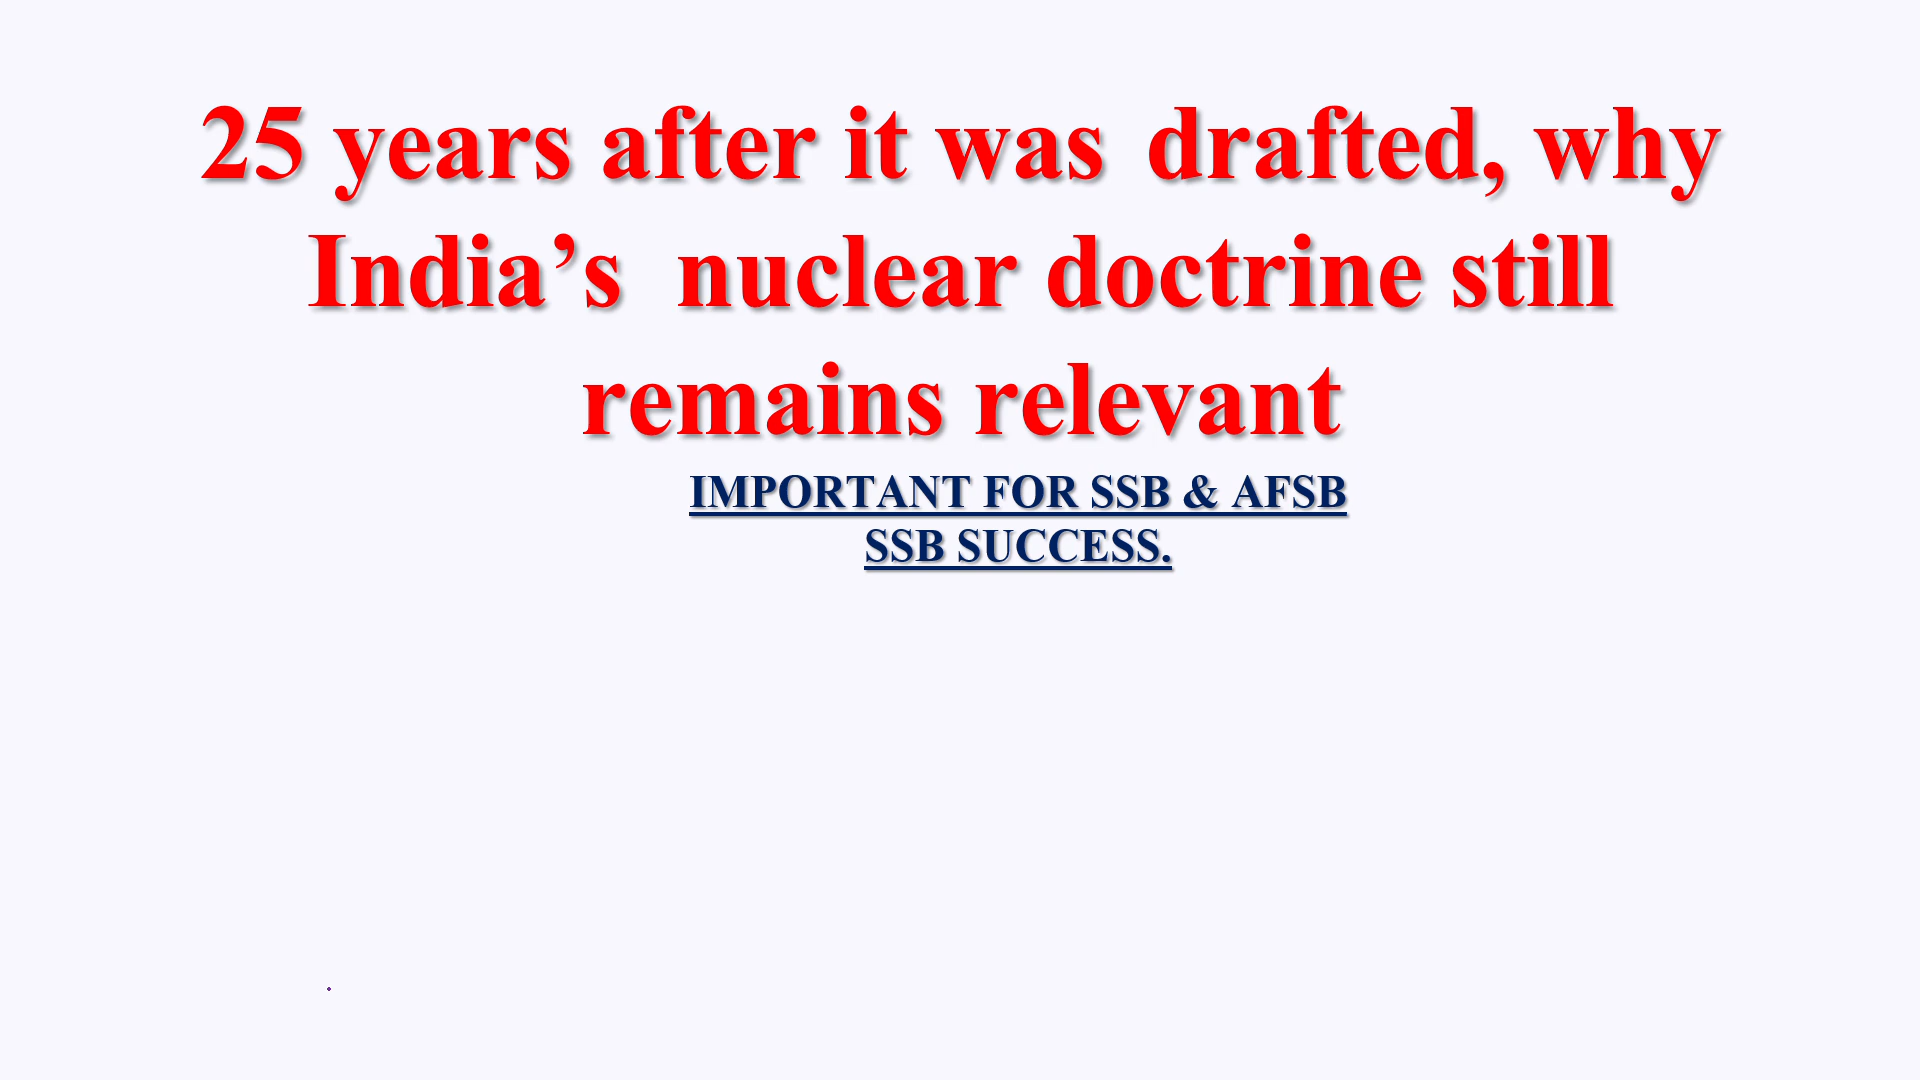 25 years after it was drafted, why
India’s nuclear doctrine still
remains relevant
IMPORTANT FOR SSB & AFSB
SSB SUCCESS.